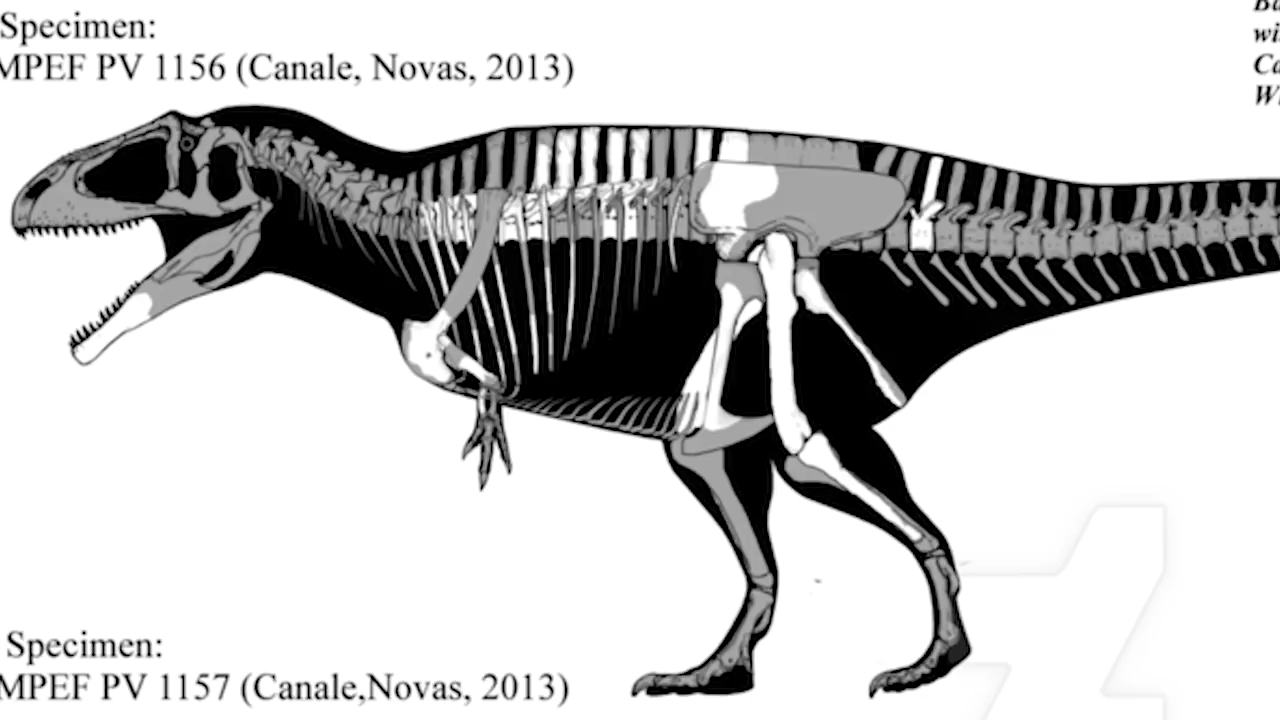 Specimen:
MPEF PV 1156 (Canale, Novas, 2013)
Specimen:
MPEF PV 1157 (Canale,Novas, 2013)